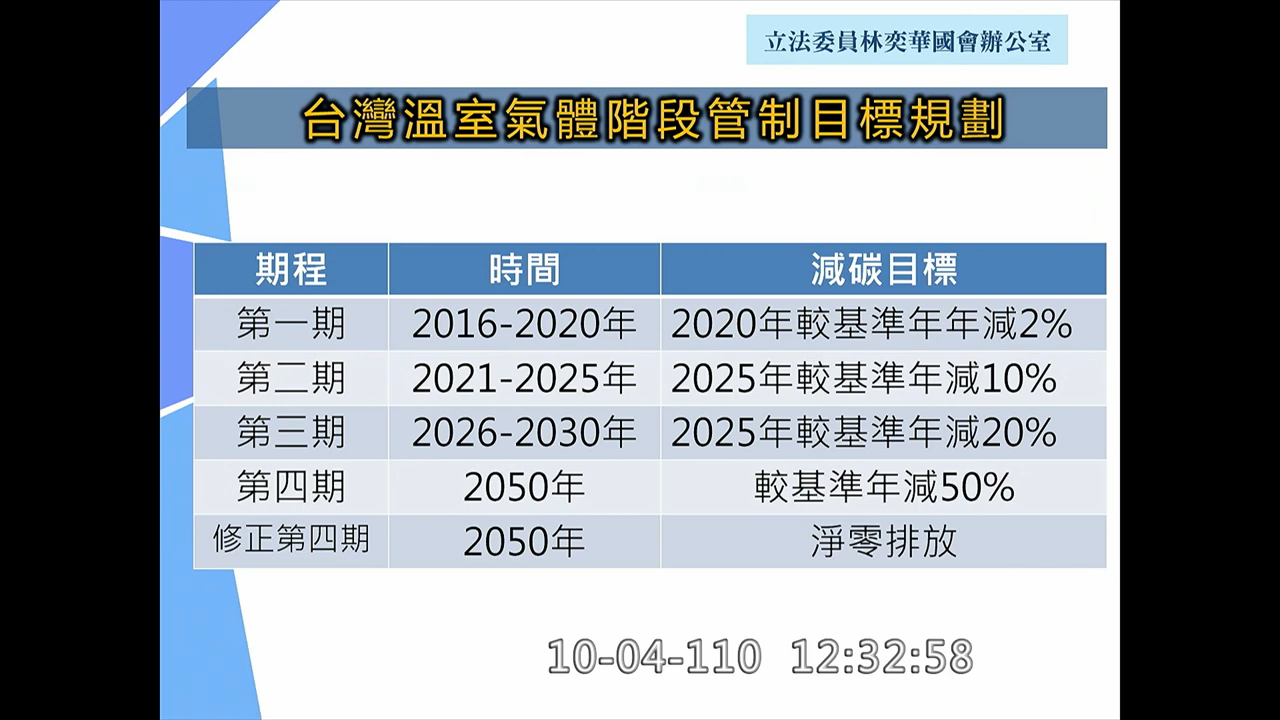 立法委員林奕華國會辦公室
台灣溫室氣體階段管制目標規劃
期程 時間 減碳目標
第一期 2016-2020年 2020年較基準年年減2%
第二期 2021-2025年 2025年較基準年減10%
第三期 2026-2030年 2025年較基準年減20%
第四期 2050年 較基準年減50%
修正第四期 2050年 淨零排放
10-04-110 12:32:58